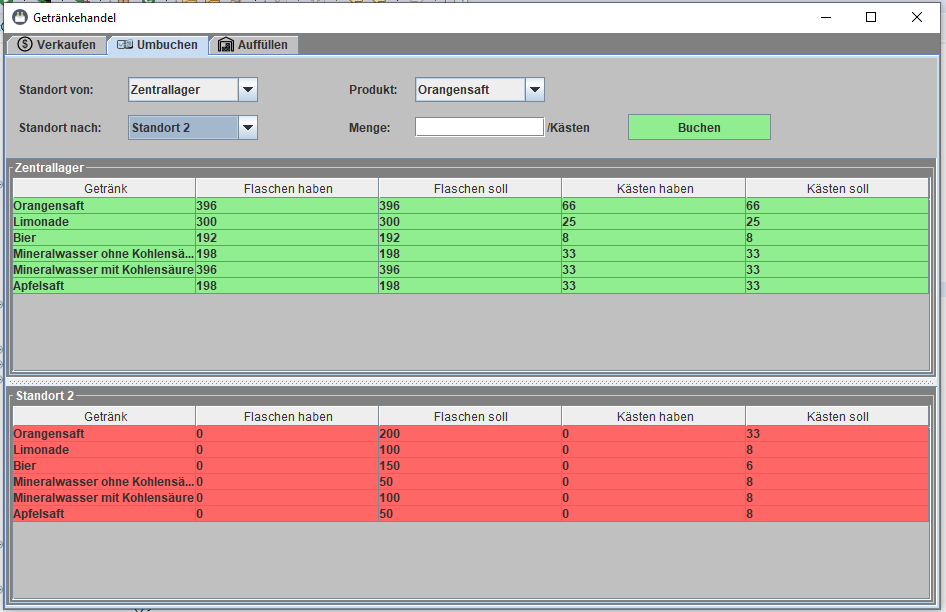 Getränkehandel
Verkaufen Umbuchen Auffüllen
Standort von: Zentrallager Produkt: Orangensaft
Standort nach: Standort 2 Menge: /Kästen Buchen
Zentrallager
Getränk Flaschen haben Flaschen soll Kästen haben Kästen soll
Orangensaft 396 396 66 66
Limonade 300 300 25 25
Bier 192 192 8 8
Mineralwasser ohne Kohlensä... 198 198 33 33
Mineralwasser mit Kohlensäure 396 396 33 33
Apfelsaft 198 198 33 33
Standort 2
Getränk Flaschen haben Flaschen soll Kästen haben Kästen soll
Orangensaft 0 200 0 33
Limonade 0 100 0 8
Bier 0 150 0 6
Mineralwasser ohne Kohlensä... 0 50 0 8
Mineralwasser mit Kohlensäure 0 100 0 8
Apfelsaft 0 50 0 8